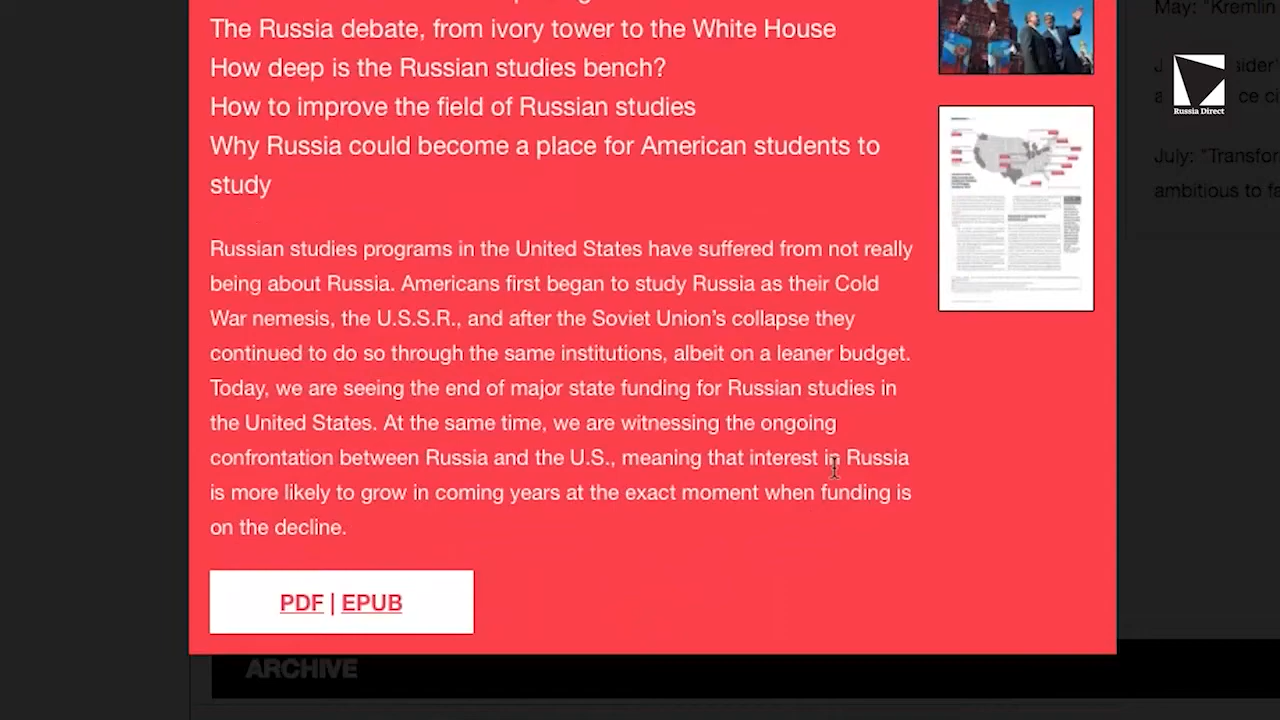 The Russia debate, from ivory tower to the White House
How deep is the Russian studies bench?
How to improve the field of Russian studies
Why Russia could become a place for American students to
study
Russian studies programs in the United States have suffered from not really
being about Russia. Americans first began to study Russia as their Cold
War nemesis, the U.S.S.R., and after the Soviet Union’s collapse they
continued to do so through the same institutions, albeit on a leaner budget.
Today, we are seeing the end of major state funding for Russian studies in
the United States. At the same time, we are witnessing the ongoing
confrontation between Russia and the U.S., meaning that interest in Russia
is more likely to grow in coming years at the exact moment when funding is
on the decline.
PDF | EPUB
ARCHIVE
May: "Kremlin
Russia Direct
July: "Transfor
ambitious to fa